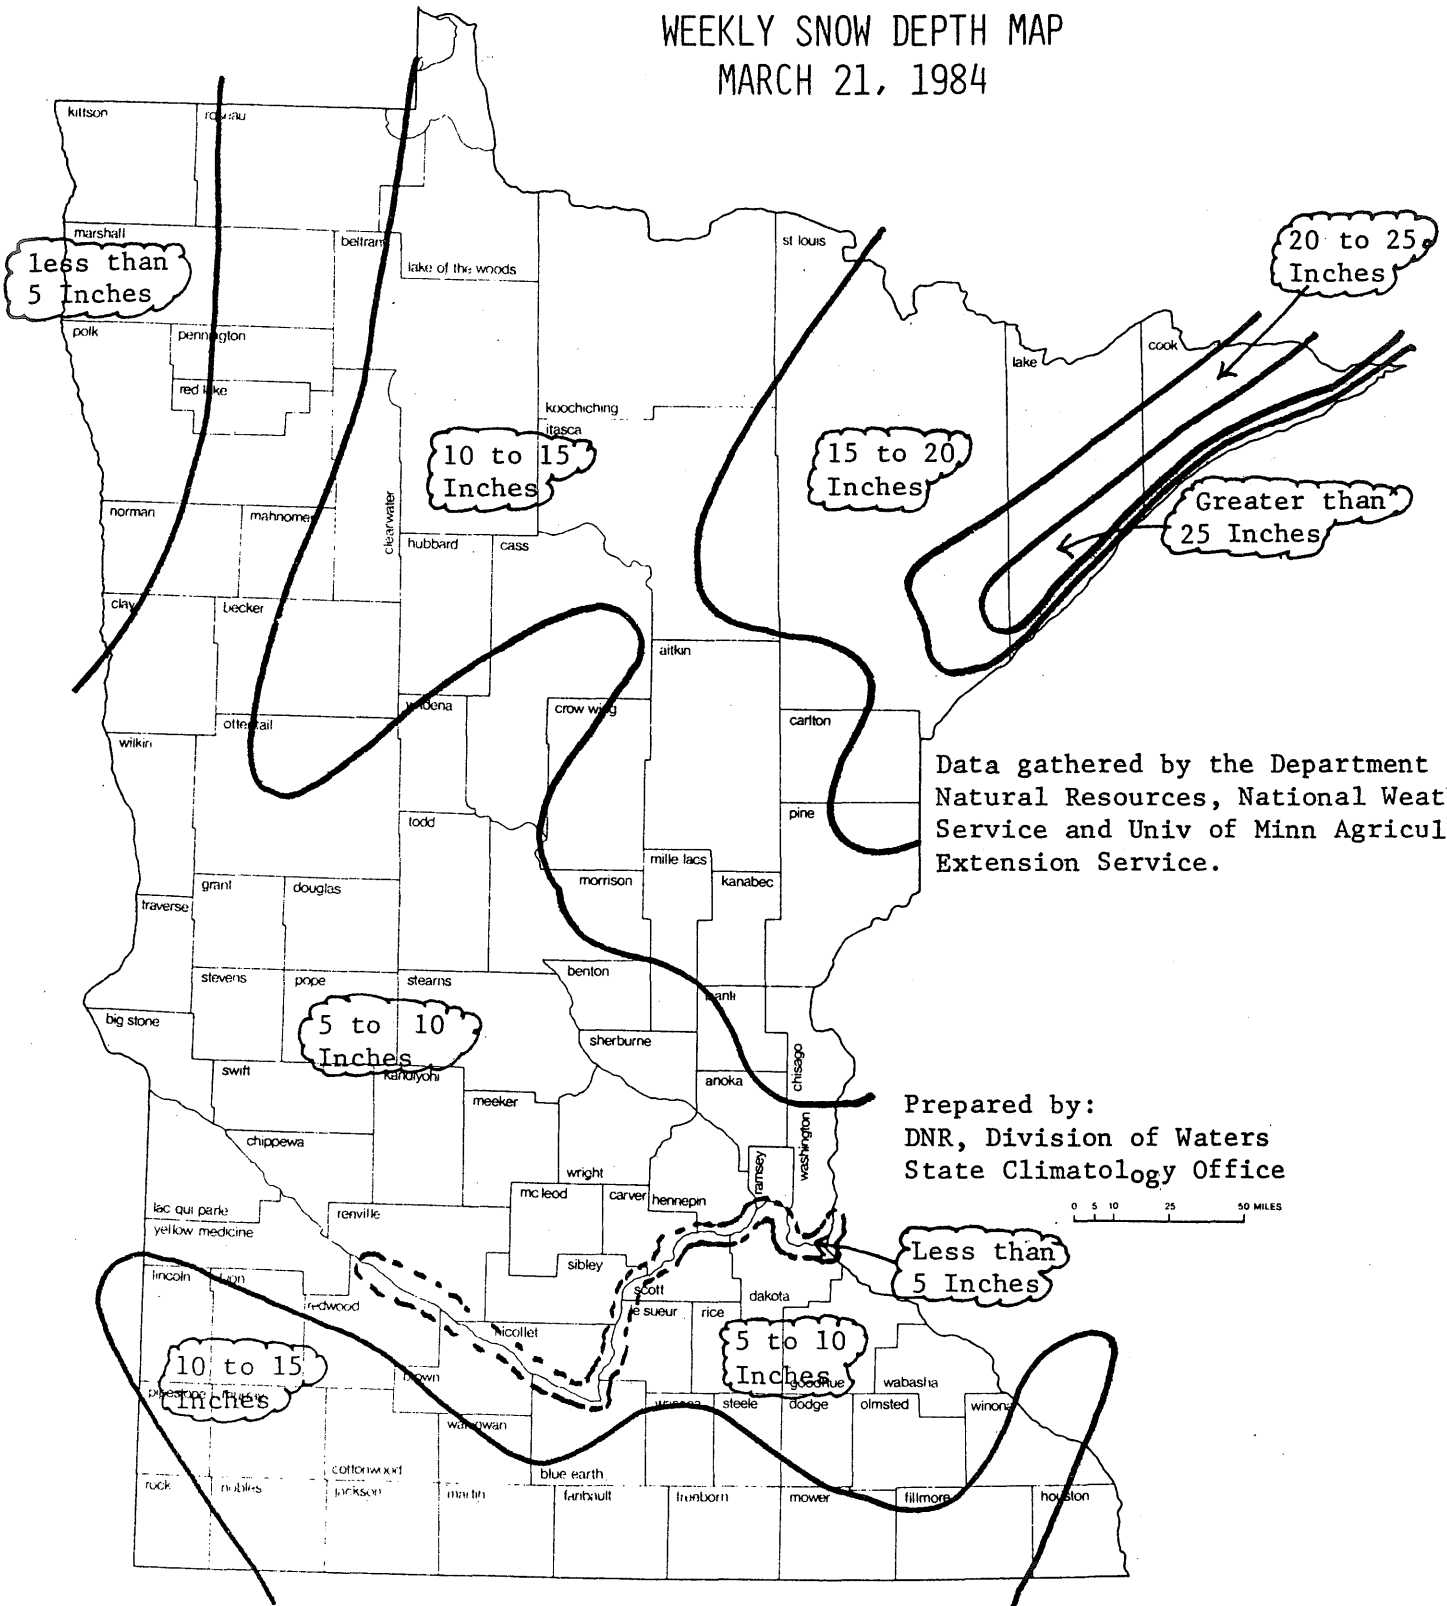 WEEKLY SNOW DEPTH MAP
MARCH 21, 1984
kittson
marshall
less than
5 Inches
beltrami
lake of the woods
st louis
20 to 25
Inches
polk
pennington
red lake
lake
cook
koochiching
itasca
10 to 15
Inches
15 to 20
Inches
Greater than
25 Inches
norman
mahnomen
clearwater
hubbard
cass
clay
becker
aitkin
wilkin
crow wing
carlton
Data gathered by the Department
Natural Resources, National Weat
Service and Univ of Minn Agricul
Extension Service.
todd
pine
mille lacs
grant
douglas
morrison
kanabec
traverse
stevens
pope
stearns
benton
big stone
5 to 10
Inches
sherburne
swift
kandiyohi
anoka
chisago
meeker
Prepared by:
DNR, Division of Waters
State Climatology Office
chippewa
wright
ramsey
washington
mc leod
carver
hennepin
lac qui parle
yellow medicine
renville
0 5 10 25 50 MILES
lincoln
sibley
Less than
5 Inches
redwood
scott
le sueur
rice
dakota
nicollet
5 to 10
Inches
10 to 15
Inches
brown
goodhue
wabasha
steele
dodge
olmsted
winona
watonwan
cottonwood
blue earth
rock
nobles
jackson
martin
faribault
freeborn
mower
fillmore
houston